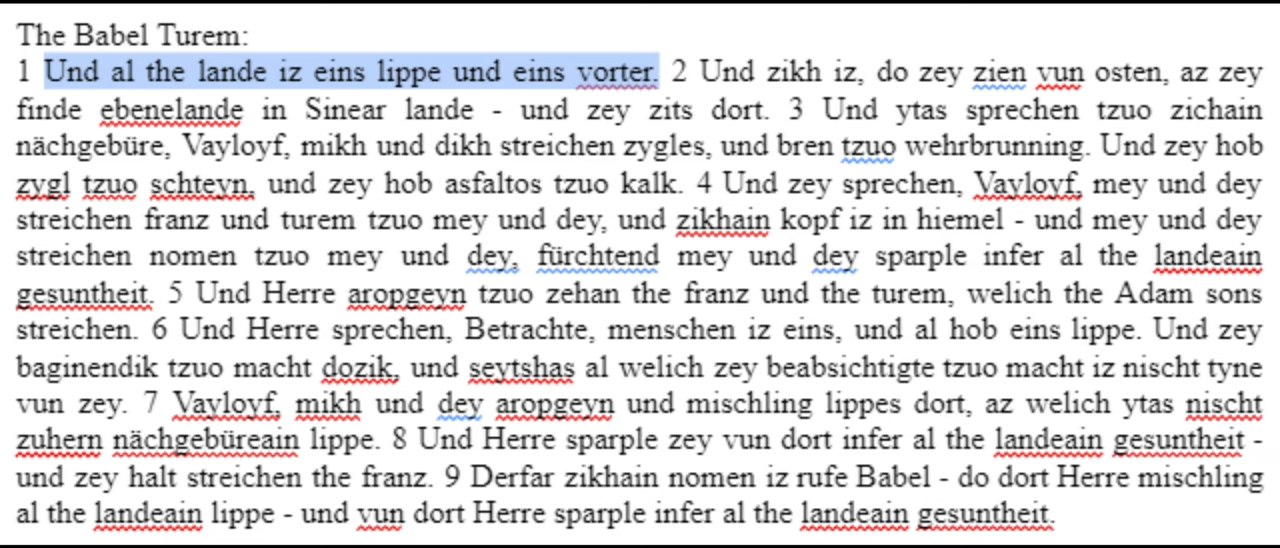 The Babel Turem:
1 Und al the lande iz eins lippe und eins vorter. 2 Und zikh iz, do zey zien vun osten, az zey
finde ebenelande in Sinear lande - und zey zits dort. 3 Und ytas sprechen tzuo zichain
nächgebüre, Vayloyf, mikh und dikh streichen zygles, und bren tzuo wehrbrunning. Und zey hob
zygl tzuo schteyn, und zey hob asfaltos tzuo kalk. 4 Und zey sprechen, Vayloyf, mey und dey
streichen franz und turem tzuo mey und dey, und zikhain kopf iz in hiemel - und mey und dey
streichen nomen tzuo mey und dey, fürchtend mey und dey sparple infer al the landeain
gesuntheit. 5 Und Herre aropgeyn tzuo zehan the franz und the turem, welich the Adam sons
streichen. 6 Und Herre sprechen, Betrachte, menschen iz eins, und al hob eins lippe. Und zey
baginendik tzuo macht dozik, und seytshas al welich zey beabsichtigte tzuo macht iz nischt tyne
vun zey. 7 Vayloyf, mikh und dey aropgeyn und mischling lippes dort, az welich ytas nischt
zuhern nächgebüreain lippe. 8 Und Herre sparple zey vun dort infer al the landeain gesuntheit -
und zey halt streichen the franz. 9 Derfar zikhain nomen iz rufe Babel - do dort Herre mischling
al the landeain lippe - und vun dort Herre sparple infer al the landeain gesuntheit.